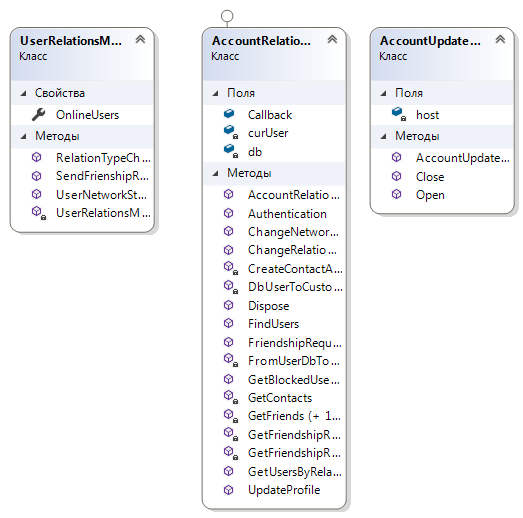 UserRelationsM...
Класс
Свойства
OnlineUsers
Методы
RelationTypeCh...
SendFrienshipR...
UserNetworkSt...
UserRelationsM...
AccountRelatio...
Класс
Поля
Callback
curUser
db
Методы
AccountRelatio...
Authentication
ChangeNetwor...
ChangeRelatio...
CreateContactA...
DbUserToCusto...
Dispose
FindUsers
FriendshipRequ...
FromUserDbTo...
GetBlockedUse...
GetContacts
GetFriends (+ 1...
GetFriendshipR...
GetFriendshipR...
GetUsersByRela...
UpdateProfile
AccountUpdate...
Класс
Поля
host
Методы
AccountUpdate...
Close
Open